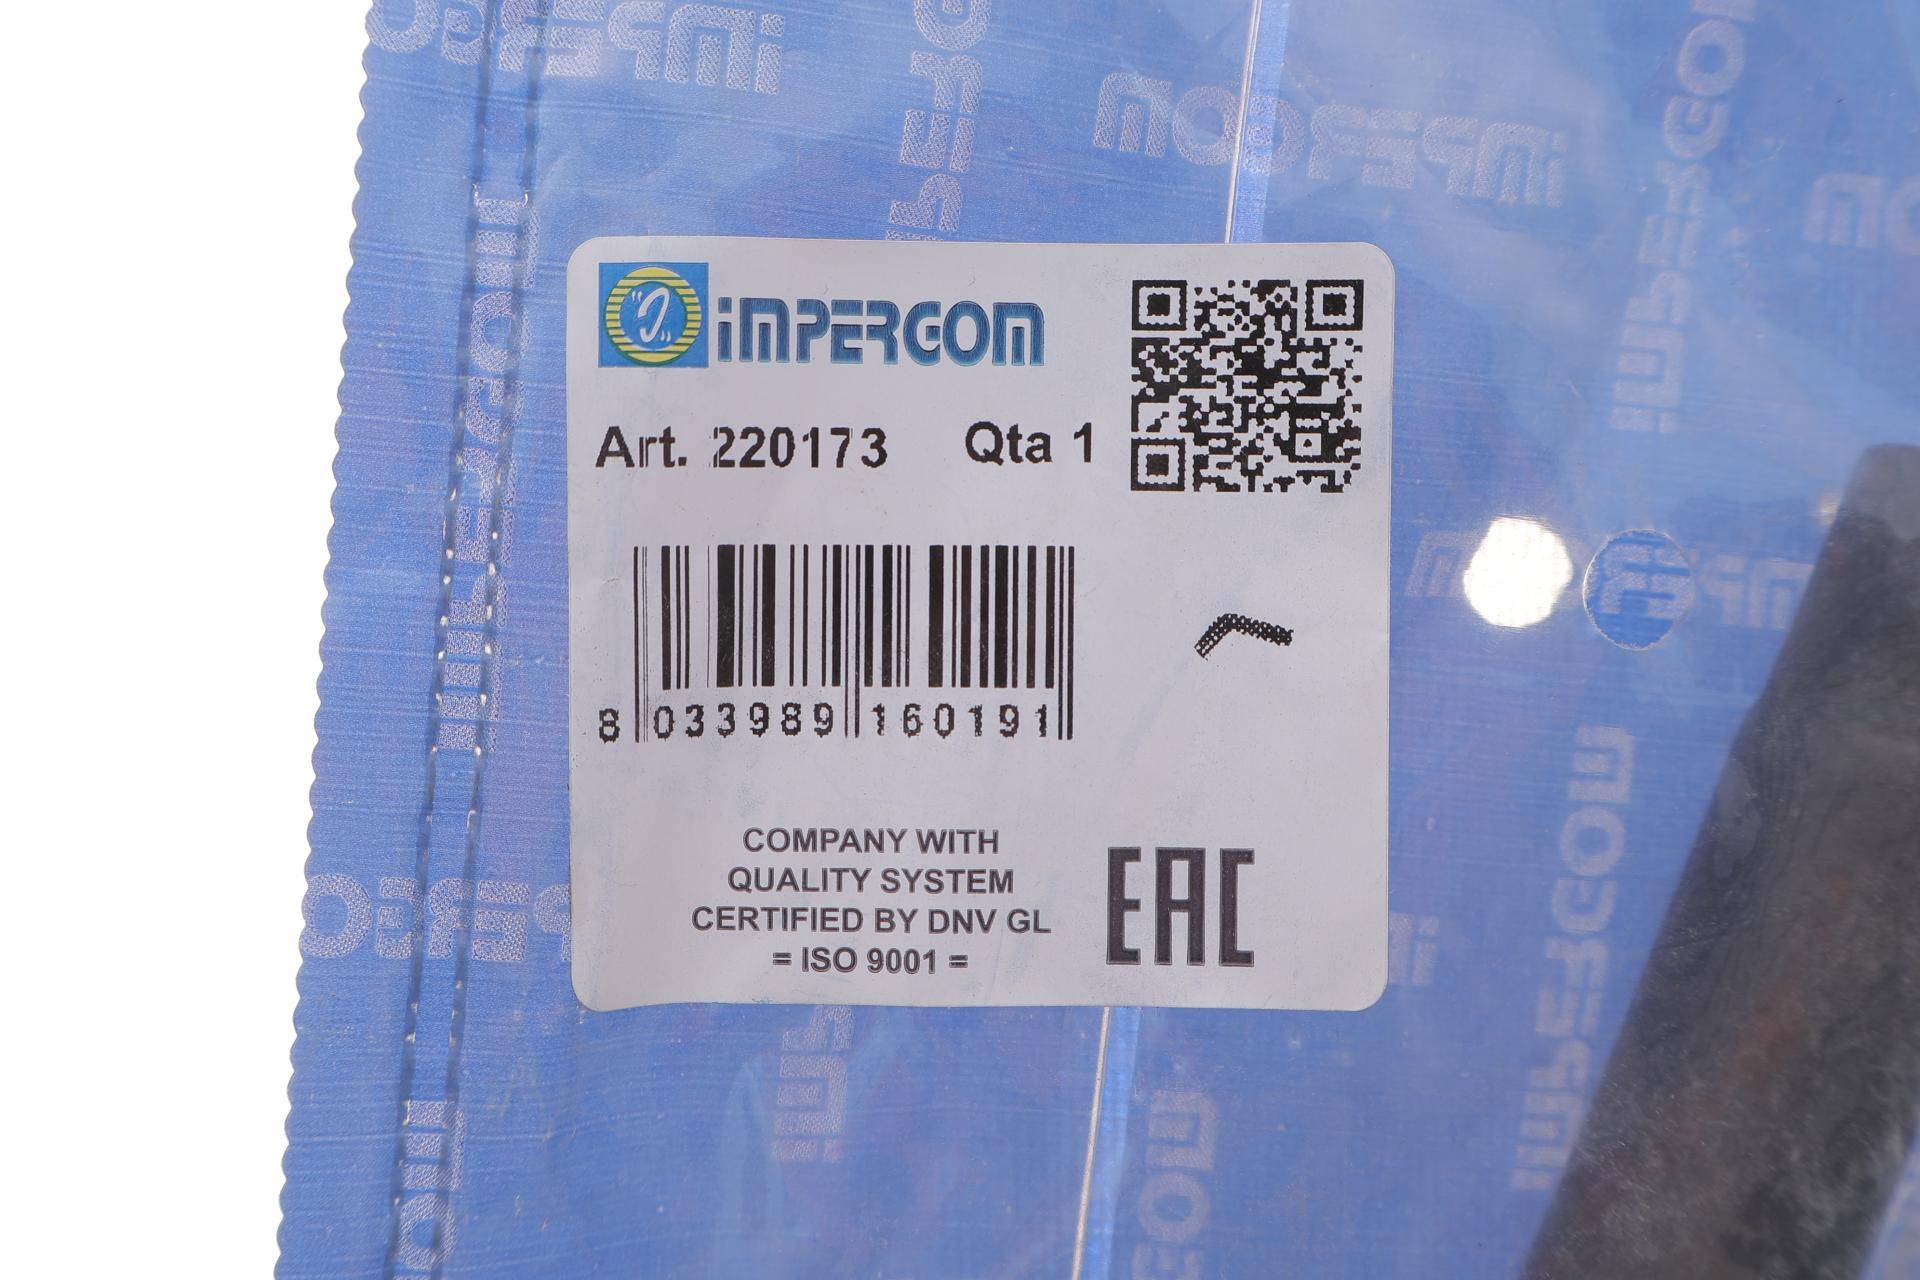 IMPERGOM
Art. 220173 Qta 1
8 033989 160191
COMPANY WITH
QUALITY SYSTEM
CERTIFIED BY DNV GL
= ISO 9001 =
EAC